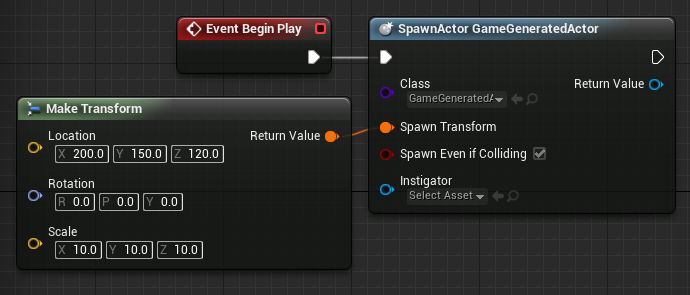 Event Begin Play
SpawnActor GameGeneratedActor
Class
GameGeneratedA
Return Value
Spawn Transform
Spawn Even if Colliding
Instigator
Select Asset
Make Transform
Location
X 200.0 Y 150.0 Z 120.0
Return Value
Rotation
R 0.0 P 0.0 Y 0.0
Scale
X 10.0 Y 10.0 Z 10.0